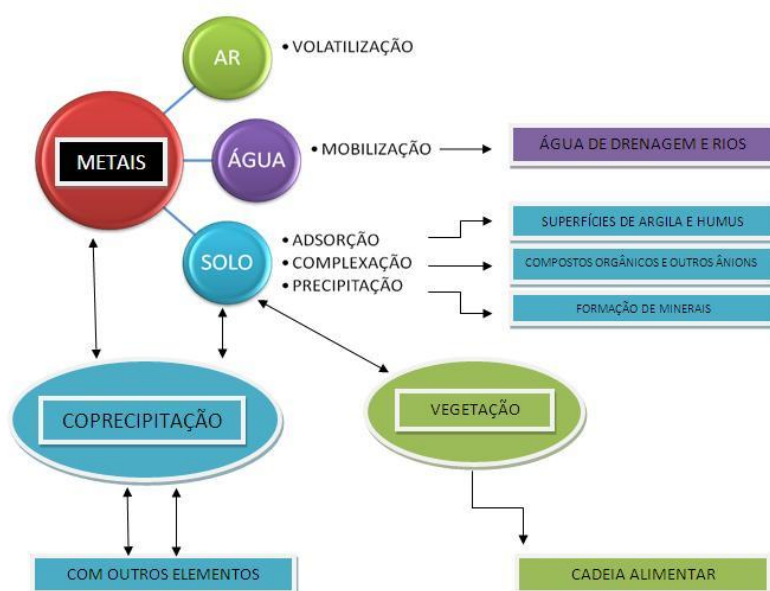 AR
• VOLATILIZAÇÃO
METAIS
ÁGUA
• MOBILIZAÇÃO
ÁGUA DE DRENAGEM E RIOS
SOLO
• ADSORÇÃO
• COMPLEXAÇÃO
• PRECIPITAÇÃO
SUPERFÍCIES DE ARGILA E HUMUS
COMPOSTOS ORGÂNICOS E OUTROS ÂNIONS
FORMAÇÃO DE MINERAIS
COPRECIPITAÇÃO
VEGETAÇÃO
COM OUTROS ELEMENTOS
CADEIA ALIMENTAR